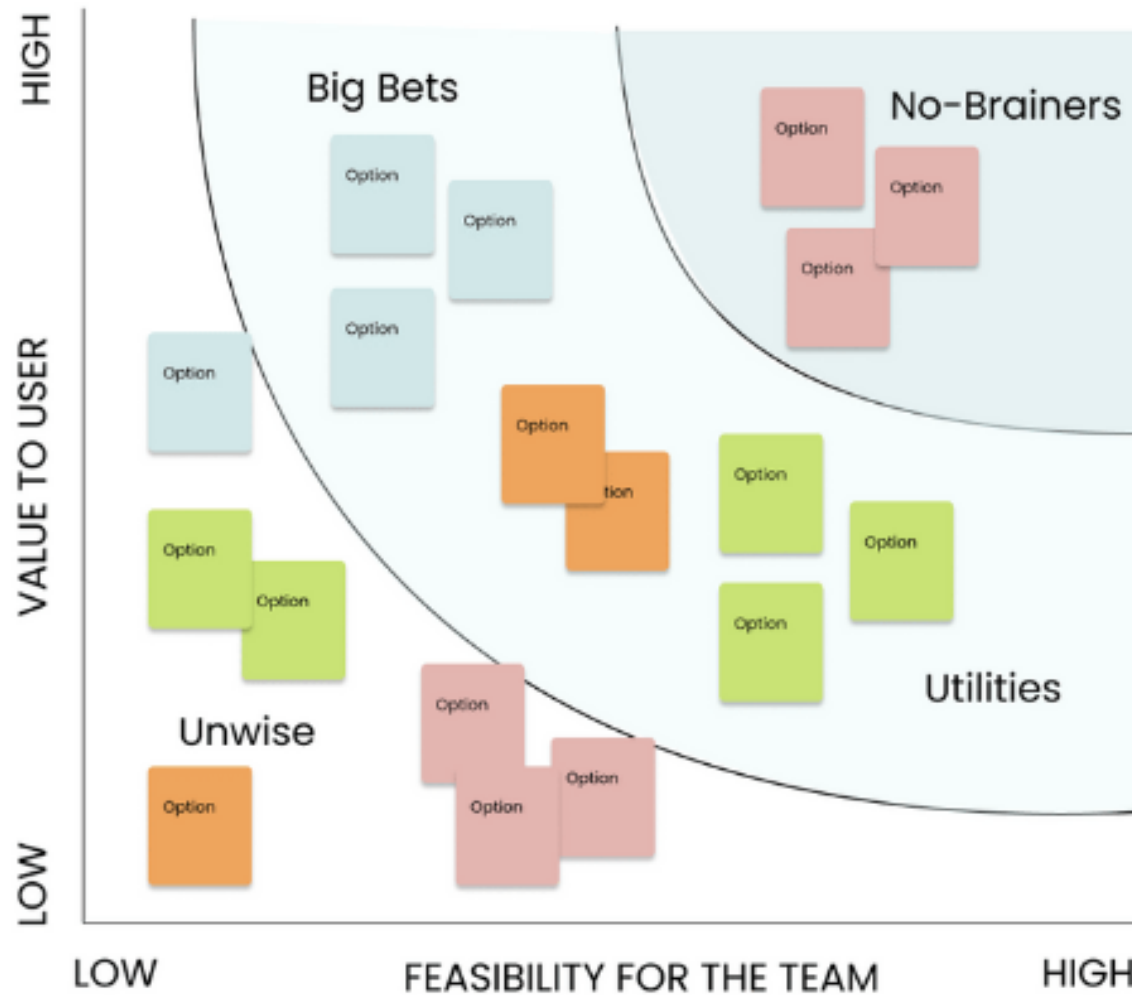 HIGH
Big Bets
No-Brainers
Option
Option
Option
Option
Option
Option
Option
VALUE TO USER
Option
Option
tion
Option
Option
Option
Option
Option
Utilities
Option
Unwise
Option
Option
Option
LOW
LOW
FEASIBILITY FOR THE TEAM
HIGH